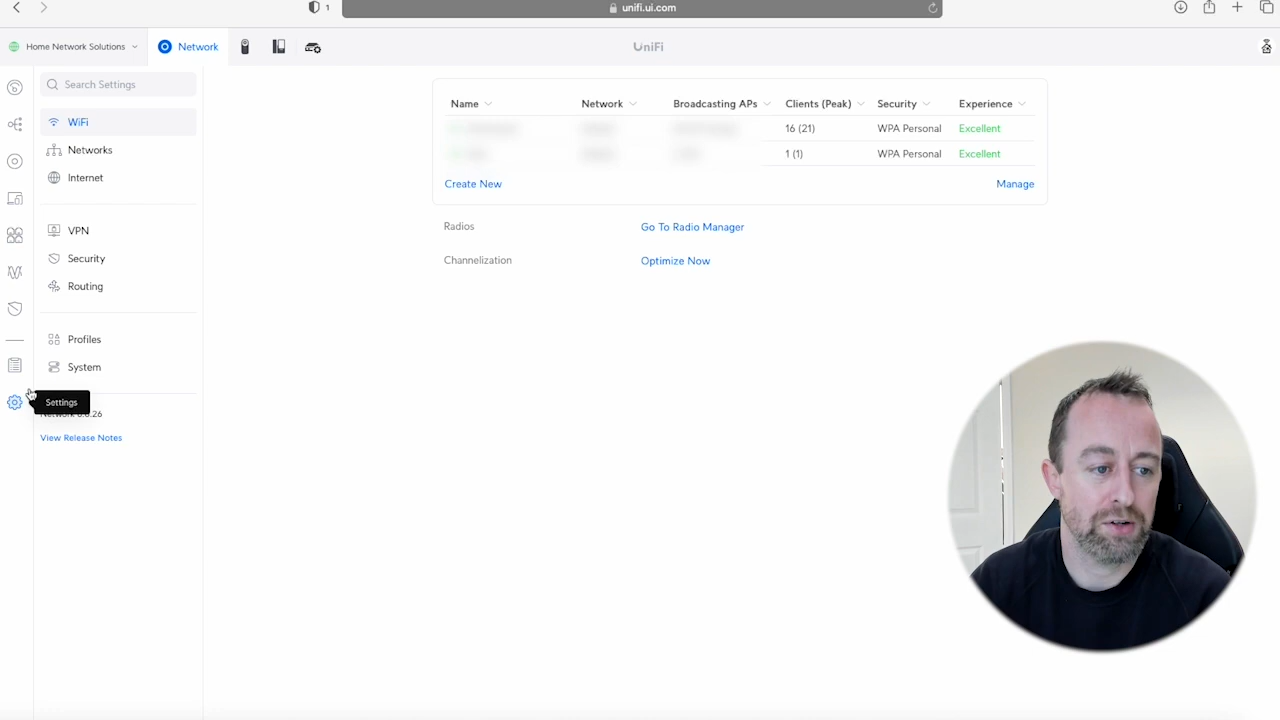 1
unifi.ui.com
Home Network Solutions
Network
UniFi
Search Settings
WiFi
Networks
Internet
VPN
Security
Routing
Profiles
System
Settings
View Release Notes
Name Network Broadcasting APs Clients (Peak) Security Experience
16 (21) WPA Personal Excellent
1 (1) WPA Personal Excellent
Create New Manage
Radios Go To Radio Manager
Channelization Optimize Now